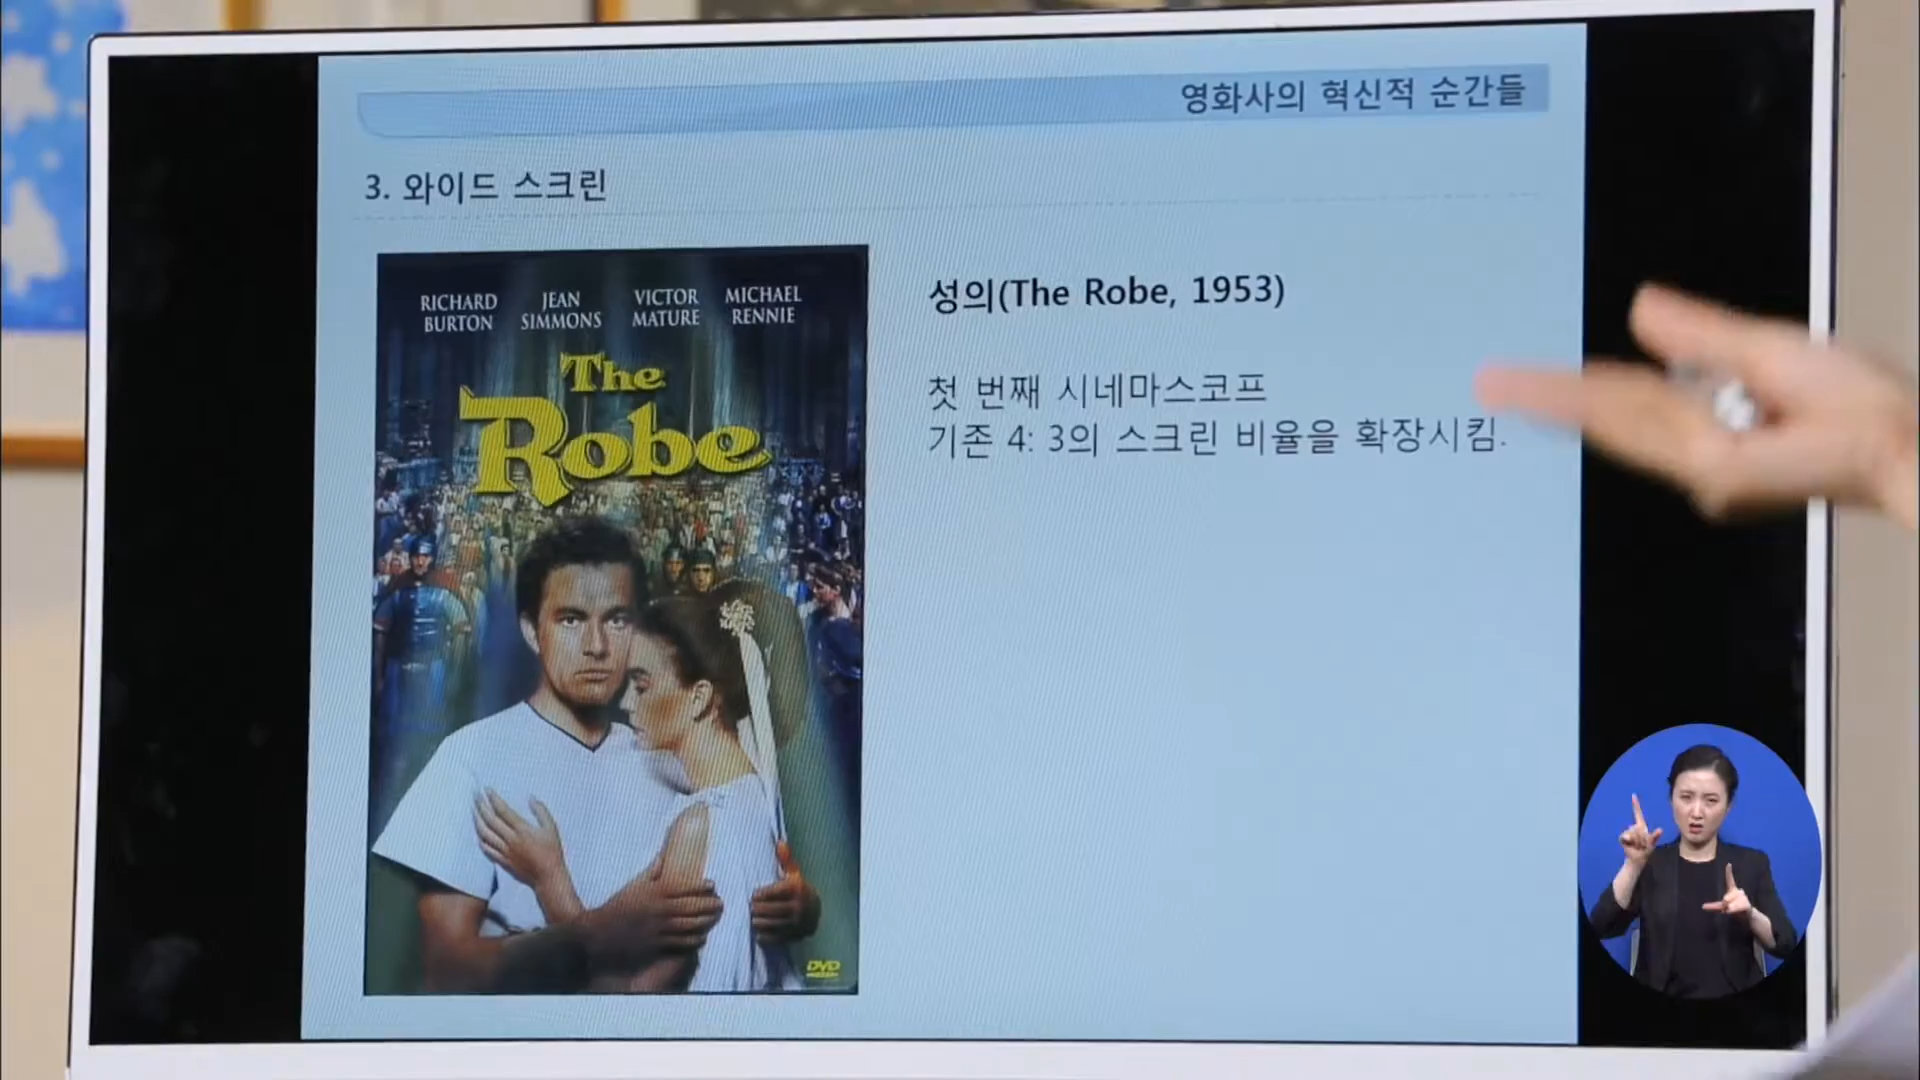 영화사의 혁신적 순간들
3. 와이드 스크린
RICHARD BURTON
JEAN SIMMONS
VICTOR MATURE
MICHAEL RENNIE
The
Robe
DVD
성의(The Robe, 1953)
첫 번째 시네마스코프
기존 4: 3의 스크린 비율을 확장시킴.